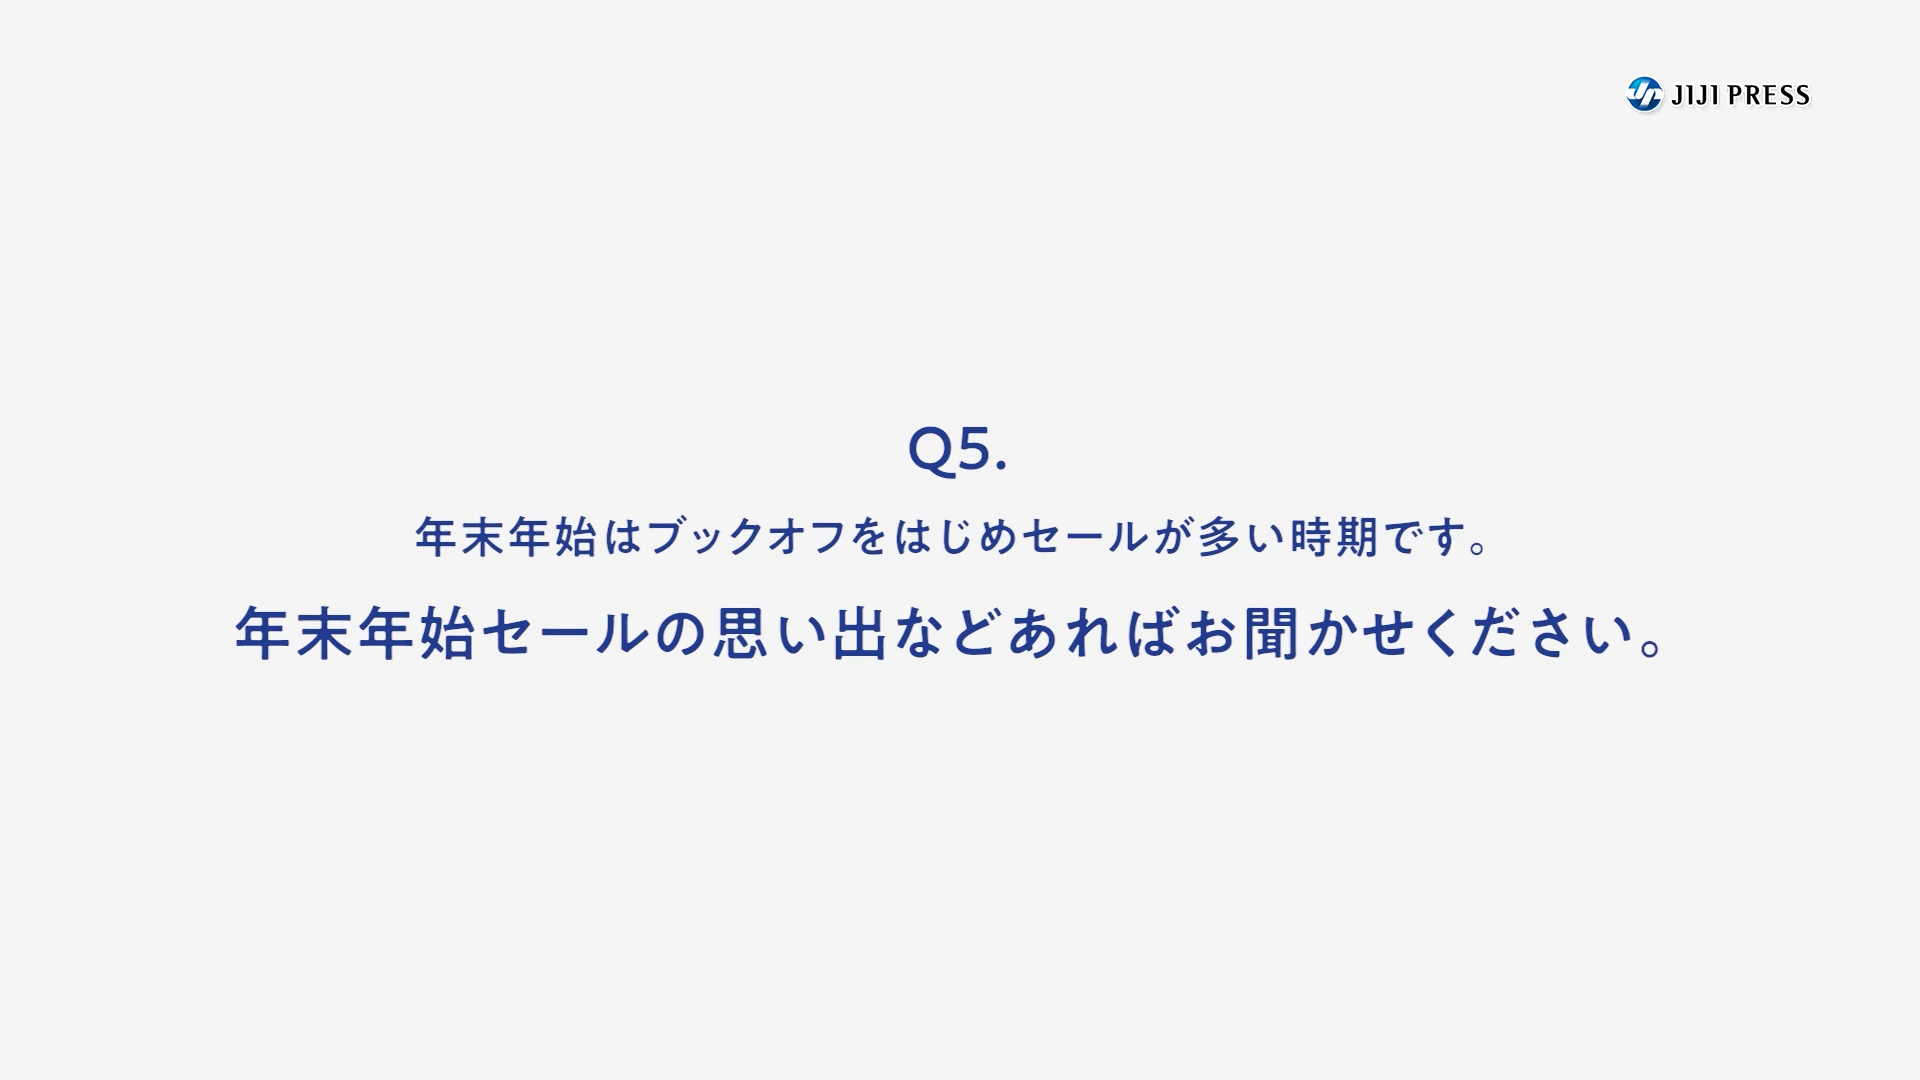 JIJI PRESS
Q5.
年末年始はブックオフをはじめセールが多い時期です。
年末年始セールの思い出などあればお聞かせください。